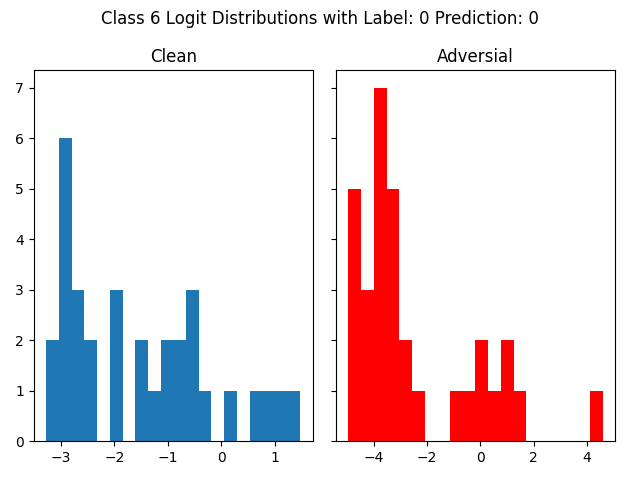 Class 6 Logit Distributions with Label: 0 Prediction: 0
Clean
Adversial
7
6
5
4
3
2
1
0
−3 −2 −1 0 1
−4 −2 0 2 4